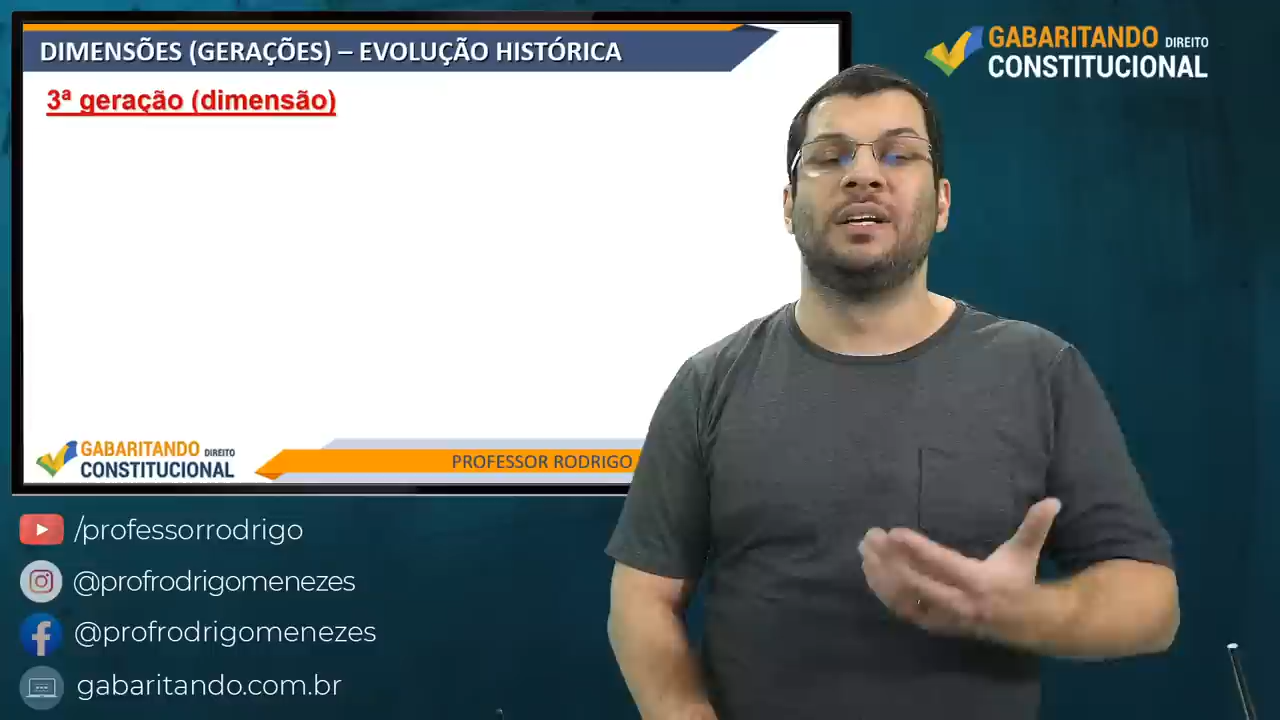 DIMENSÕES (GERAÇÕES) – EVOLUÇÃO HISTÓRICA
3ª geração (dimensão)
GABARITANDO DIREITO
CONSTITUCIONAL
GABARITANDO DIREITO
CONSTITUCIONAL
PROFESSOR RODRIGO
/professorrodrigo
@profrodrigomenezes
@profrodrigomenezes
gabaritando.com.br